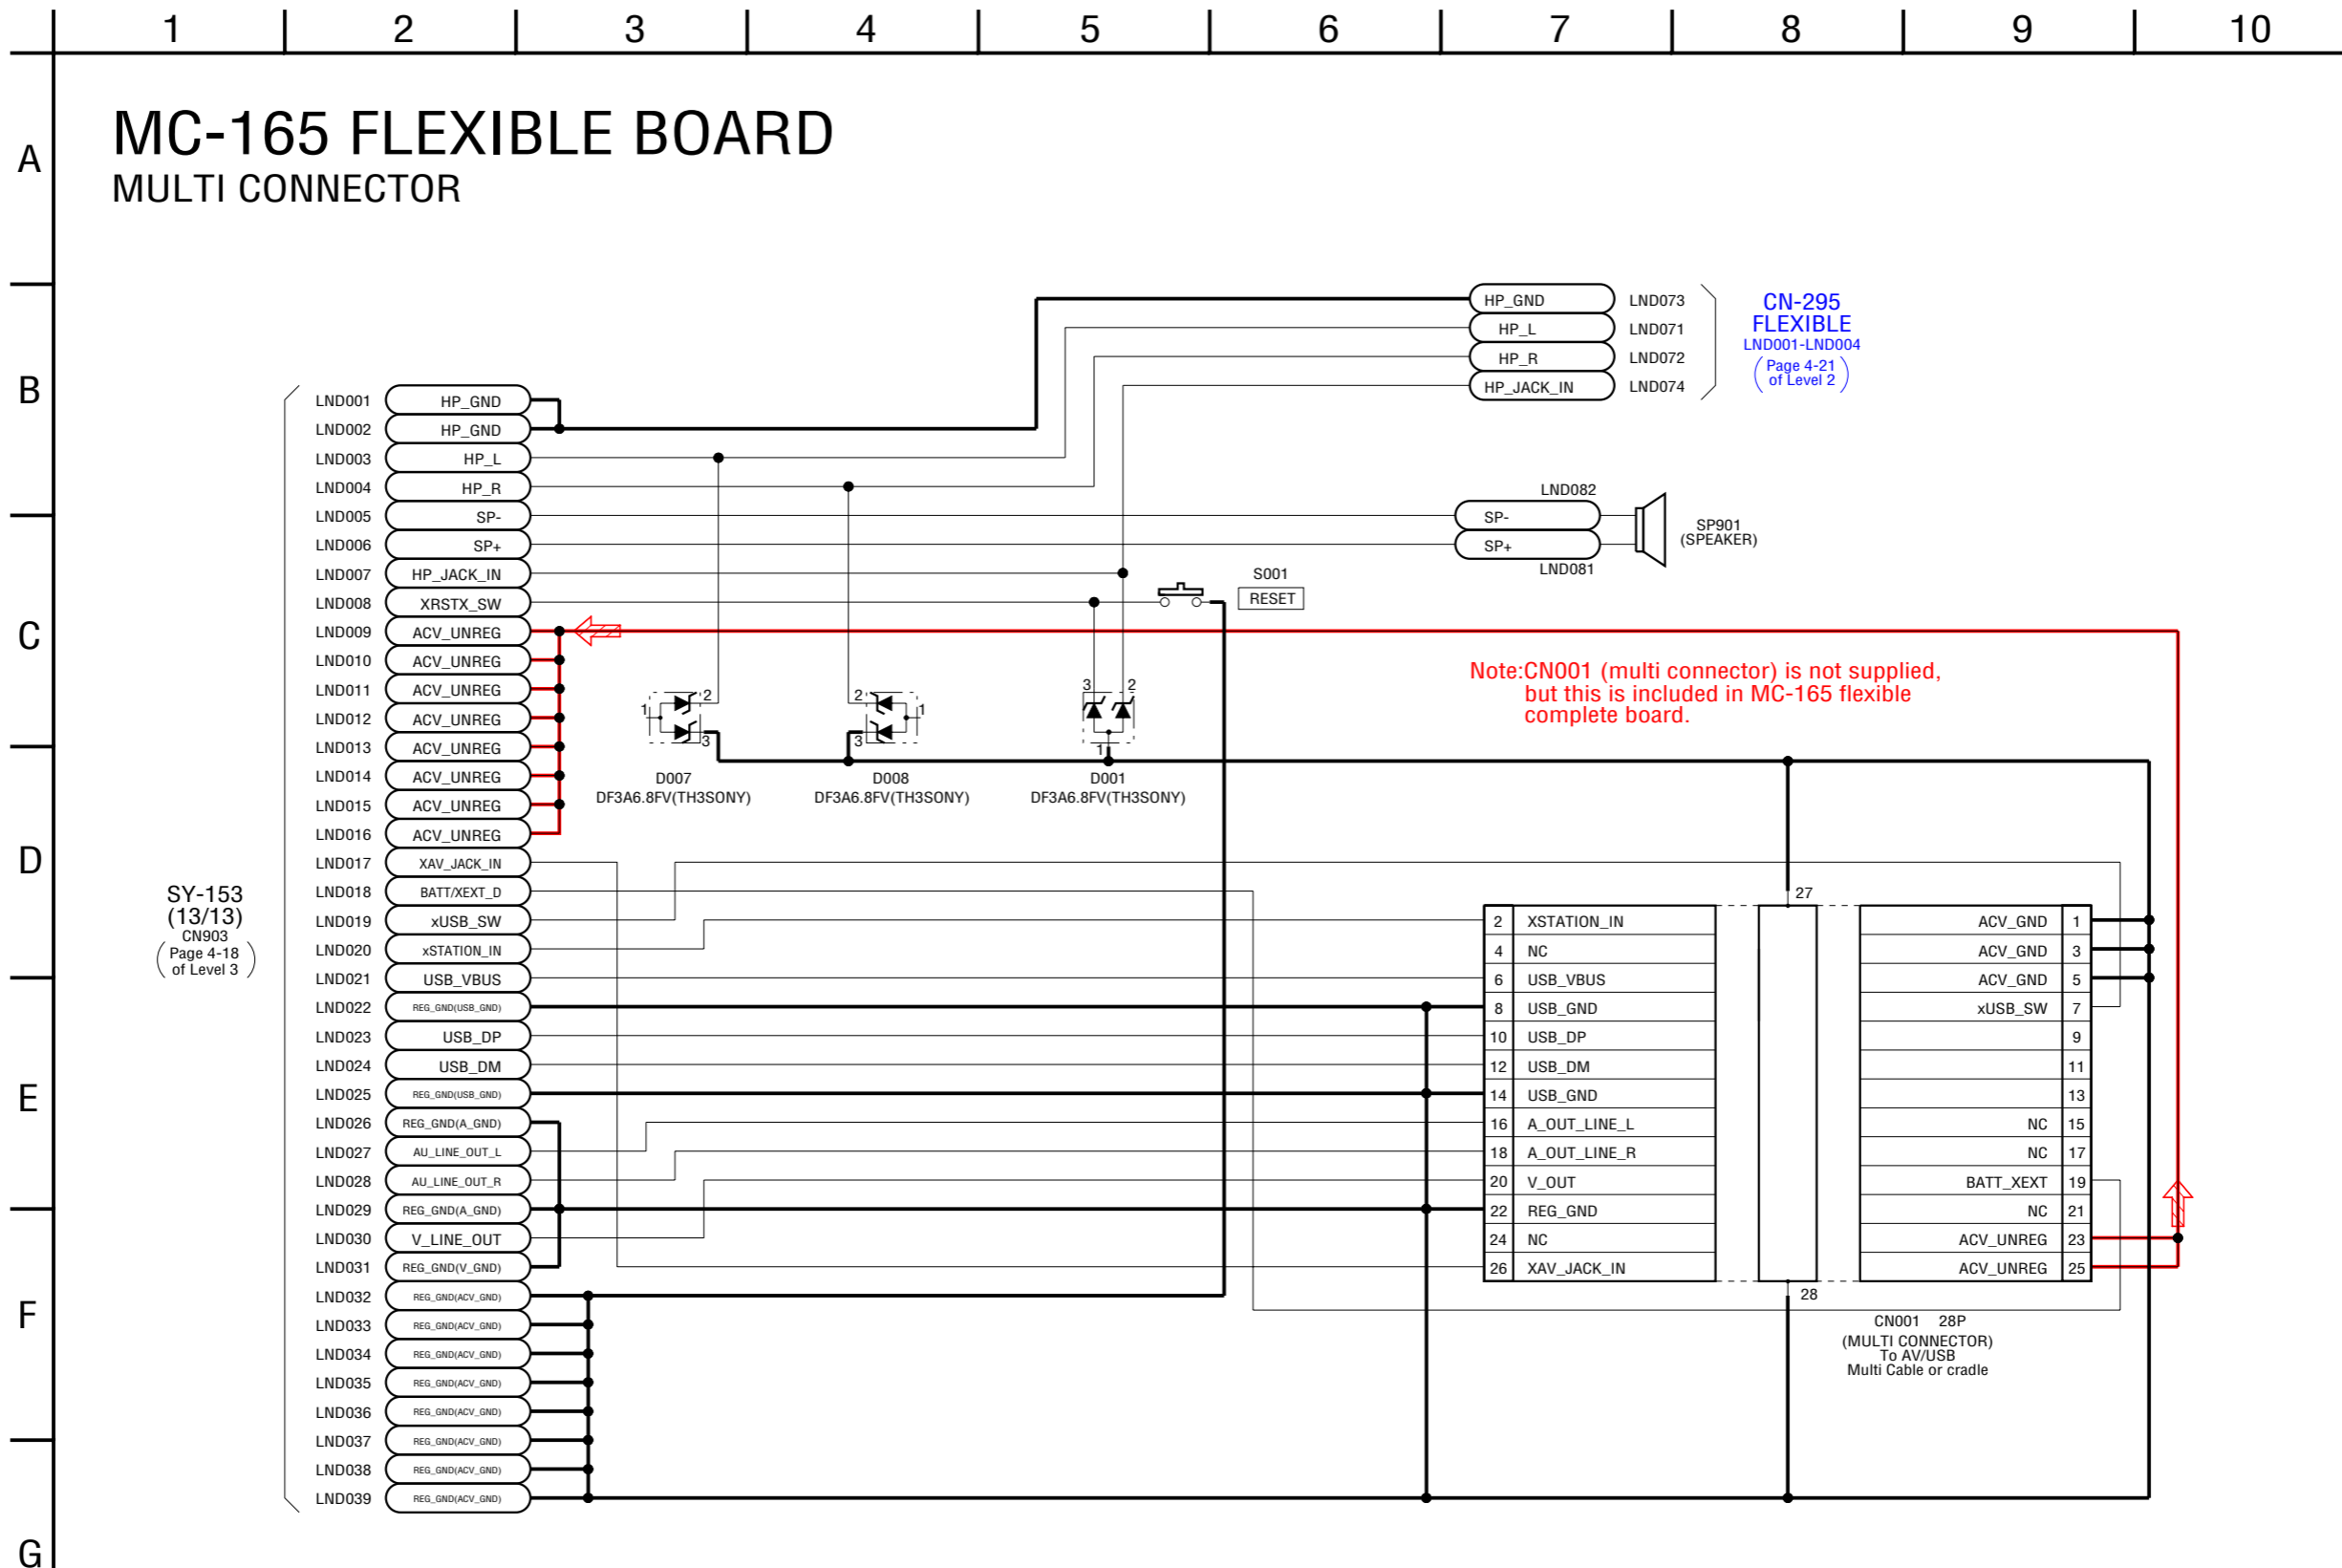 1 2 3 4 5 6 7 8 9 10
A
MC-165 FLEXIBLE BOARD
MULTI CONNECTOR
B
HP_GND LND073
HP_L LND071
HP_R LND072
HP_JACK_IN LND074
CN-295
FLEXIBLE
LND001-LND004
(Page 4-21
of Level 2)
LND001 HP_GND
LND002 HP_GND
LND003 HP_L
LND004 HP_R
LND005 SP-
LND006 SP+
LND007 HP_JACK_IN
LND008 XRSTX_SW
LND009 ACV_UNREG
LND010 ACV_UNREG
LND011 ACV_UNREG
LND012 ACV_UNREG
LND013 ACV_UNREG
LND014 ACV_UNREG
LND015 ACV_UNREG
LND016 ACV_UNREG
LND017 XAV_JACK_IN
LND018 BATT/XEXT_D
LND019 xUSB_SW
LND020 xSTATION_IN
LND021 USB_VBUS
LND022 REG_GND(USB_GND)
LND023 USB_DP
LND024 USB_DM
LND025 REG_GND(USB_GND)
LND026 REG_GND(A_GND)
LND027 AU_LINE_OUT_L
LND028 AU_LINE_OUT_R
LND029 REG_GND(A_GND)
LND030 V_LINE_OUT
LND031 REG_GND(V_GND)
LND032 REG_GND(ACV_GND)
LND033 REG_GND(ACV_GND)
LND034 REG_GND(ACV_GND)
LND035 REG_GND(ACV_GND)
LND036 REG_GND(ACV_GND)
LND037 REG_GND(ACV_GND)
LND038 REG_GND(ACV_GND)
LND039 REG_GND(ACV_GND)
LND082
SP-
SP+
LND081
SP901
(SPEAKER)
C
S001
RESET
Note:CN001 (multi connector) is not supplied,
but this is included in MC-165 flexible
complete board.
1 2 3
D007
DF3A6.8FV(TH3SONY)
2 1 3
D008
DF3A6.8FV(TH3SONY)
3 2 1
D001
DF3A6.8FV(TH3SONY)
D
SY-153
(13/13)
CN903
(Page 4-18
of Level 3)
27
2 XSTATION_IN
4 NC
6 USB_VBUS
8 USB_GND
10 USB_DP
12 USB_DM
14 USB_GND
16 A_OUT_LINE_L
18 A_OUT_LINE_R
20 V_OUT
22 REG_GND
24 NC
26 XAV_JACK_IN
ACV_GND 1
ACV_GND 3
ACV_GND 5
xUSB_SW 7
9
11
13
NC 15
NC 17
BATT_XEXT 19
NC 21
ACV_UNREG 23
ACV_UNREG 25
28
CN001 28P
(MULTI CONNECTOR)
To AV/USB
Multi Cable or cradle
E
F
G